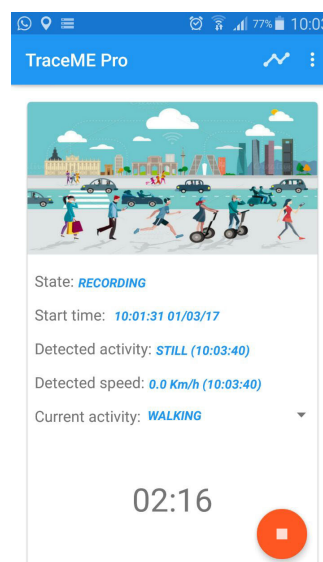 77% 10:03
TraceME Pro
State: RECORDING
Start time: 10:01:31 01/03/17
Detected activity: STILL (10:03:40)
Detected speed: 0.0 Km/h (10:03:40)
Current activity: WALKING
02:16